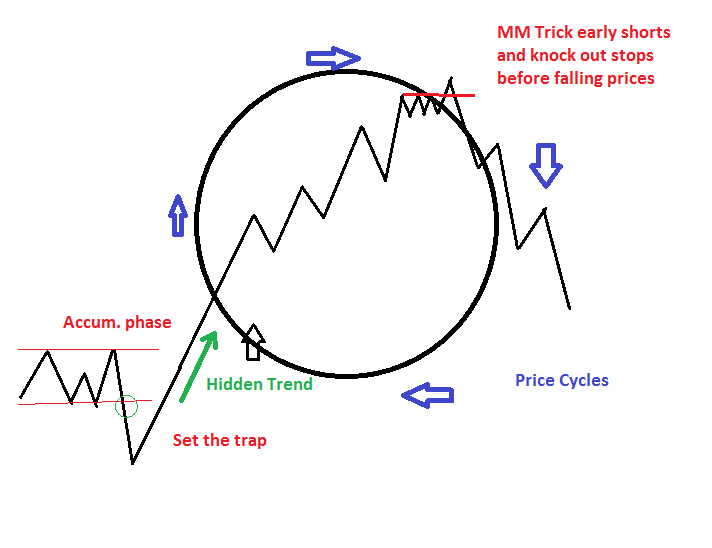 MM Trick early shorts
and knock out stops
before falling prices
Accum. phase
Hidden Trend
Price Cycles
Set the trap